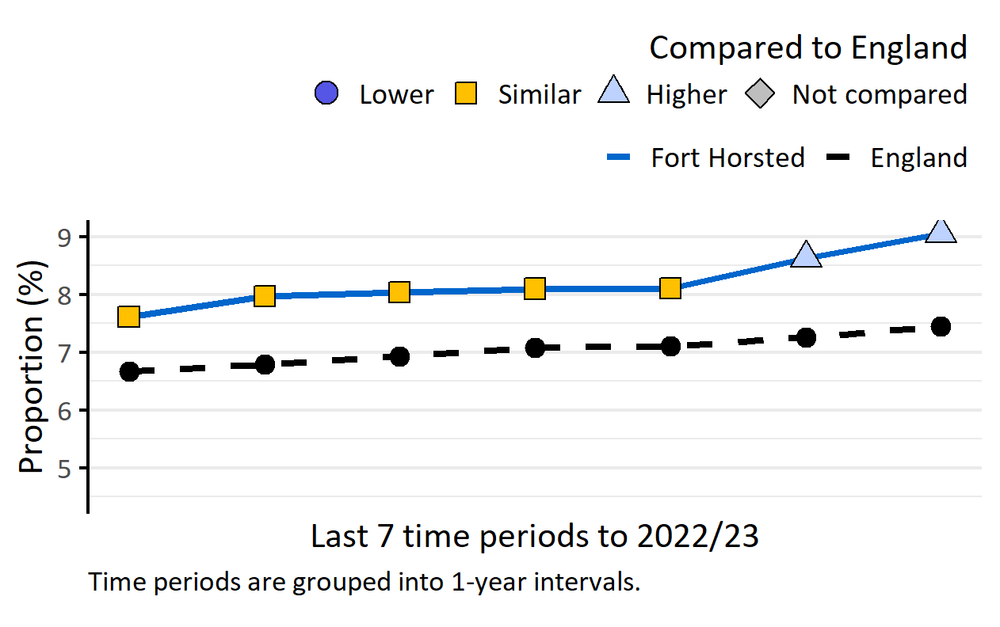 Compared to England
Lower Similar Higher Not compared
Fort Horsted England
Proportion (%)
9
8
7
6
5
Last 7 time periods to 2022/23
Time periods are grouped into 1-year intervals.